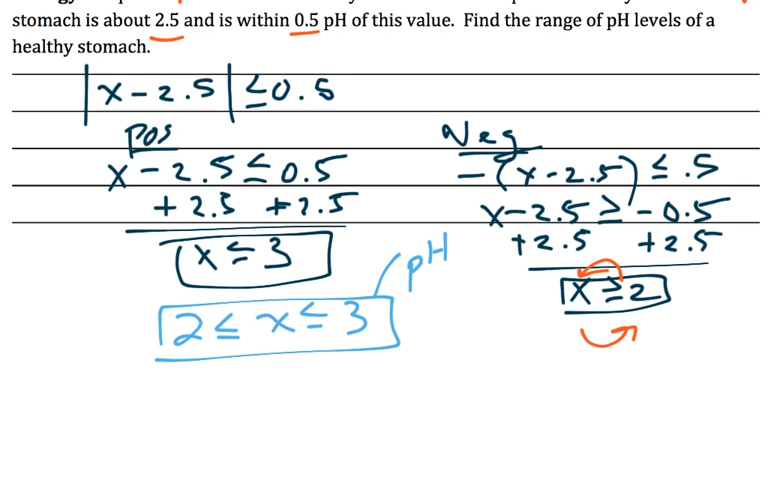 stomach is about 2.5 and is within 0.5 pH of this value. Find the range of pH levels of a
healthy stomach.
|x - 2.5| ≤ 0.5
Pos
x - 2.5 ≤ 0.5
+ 2.5 + 2.5
x ≤ 3
Neg
-(x - 2.5) ≤ .5
x - 2.5 ≥ - 0.5
+ 2.5 + 2.5
x ≥ 2
2 ≤ x ≤ 3
pH